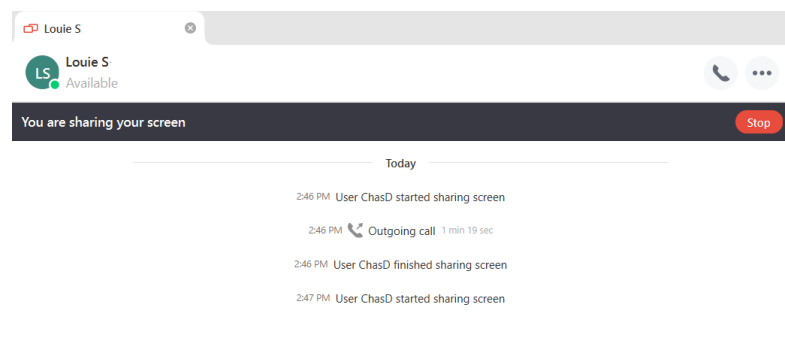 Louie S
LS
Louie S
Available
You are sharing your screen
Stop
Today
2:46 PM User ChasD started sharing screen
2:46 PM Outgoing call 1 min 19 sec
2:46 PM User ChasD finished sharing screen
2:47 PM User ChasD started sharing screen